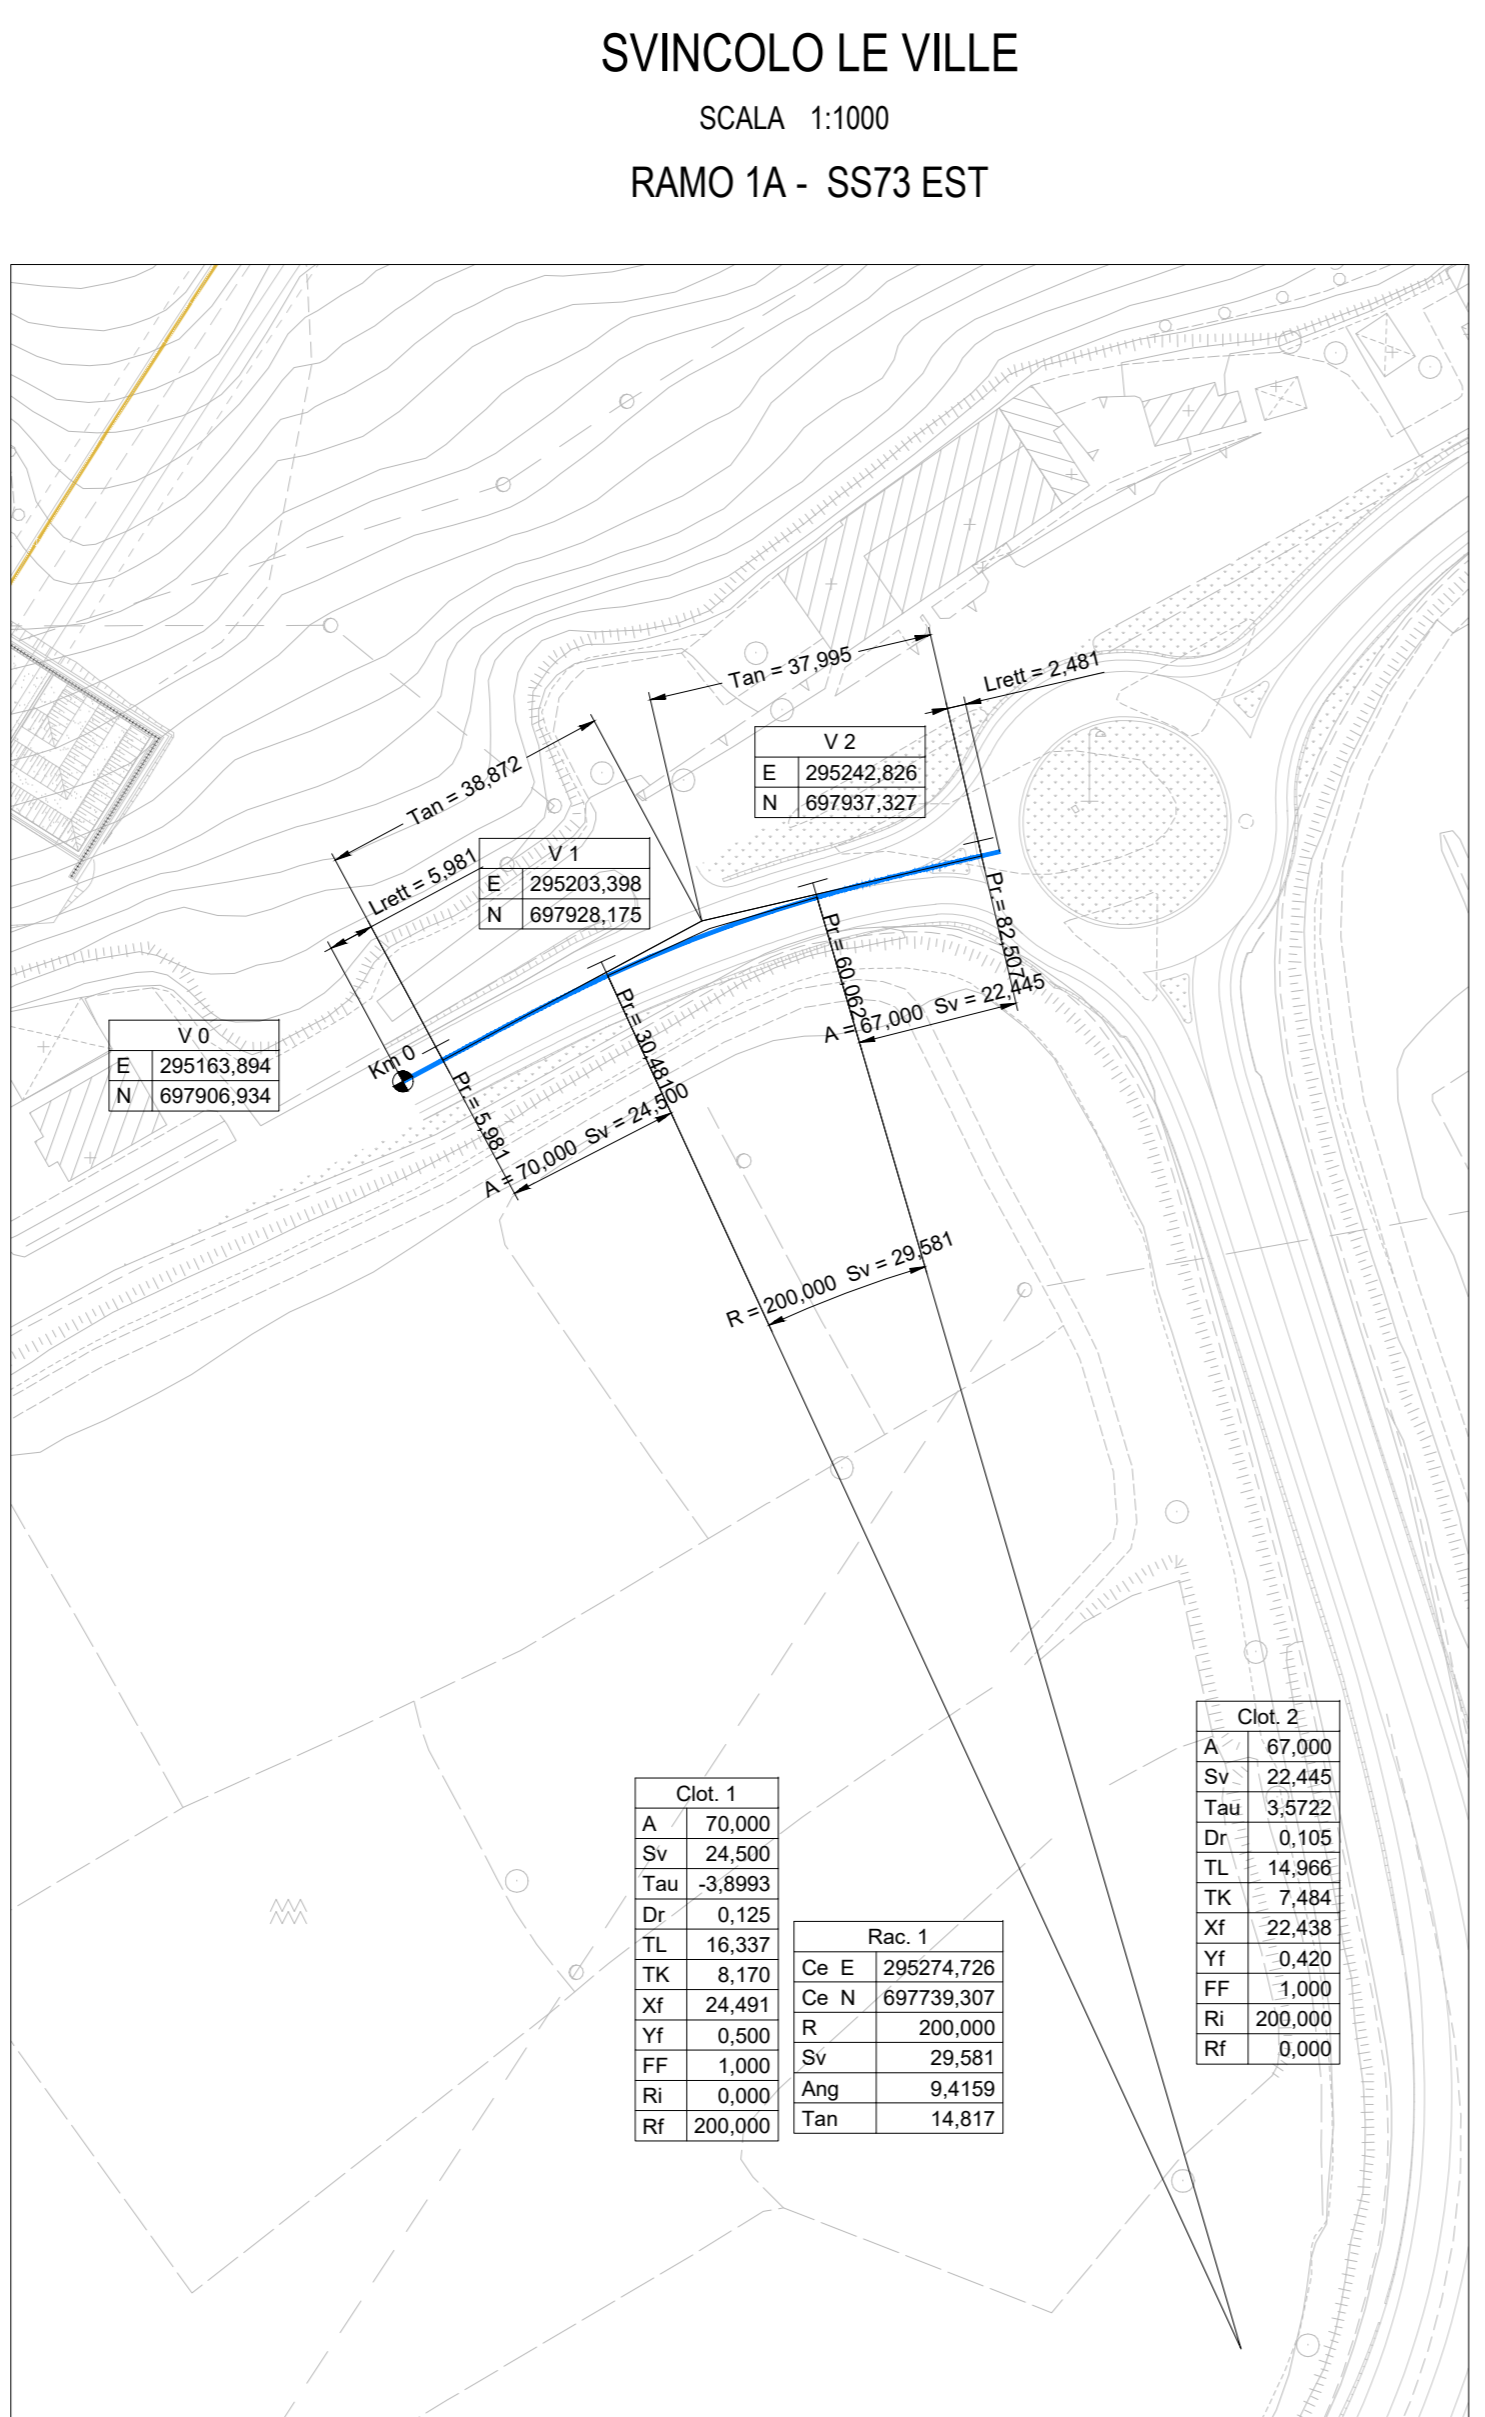 SVINCOLO LE VILLE
SCALA 1:1000
RAMO 1A - SS73 EST
Tan = 37,995
Lrett = 2,481
Tan = 38,872
V 2
E 295242,826
N 697937,327
Lrett = 5,981
V 1
E 295203,398
N 697928,175
V 0
E 295163,894
N 697906,934
Km 0
Pr.= 5,981
Pr.= 30,481
Pr.= 60,062
Pr.= 82,507
A = 70,000 Sv = 24,500
A = 67,000 Sv = 22,445
R = 200,000 Sv = 29,581
Clot. 2
A 67,000
Sv 22,445
Tau 3,5722
Dr 0,105
TL 14,966
TK 7,484
Xf 22,438
Yf 0,420
FF 1,000
Ri 200,000
Rf 0,000
Clot. 1
A 70,000
Sv 24,500
Tau -3,8993
Dr 0,125
TL 16,337
TK 8,170
Xf 24,491
Yf 0,500
FF 1,000
Ri 0,000
Rf 200,000
Rac. 1
Ce E 295274,726
Ce N 697739,307
R 200,000
Sv 29,581
Ang 9,4159
Tan 14,817